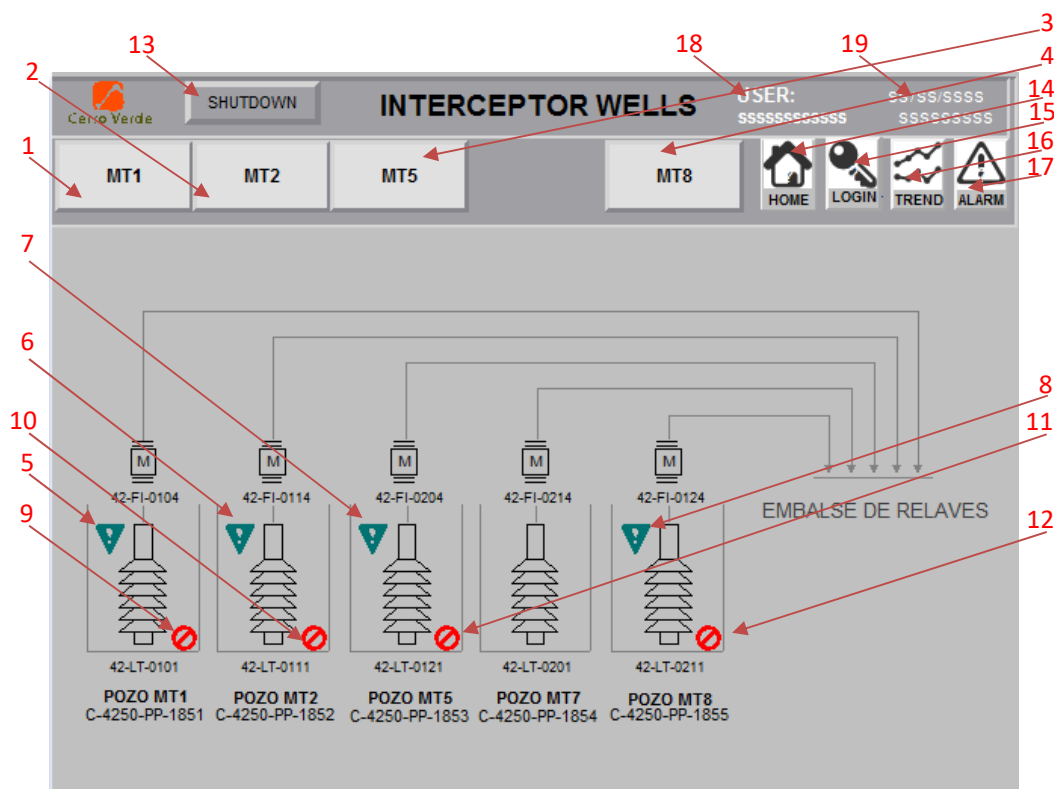 3
13
18
19
2
4
SHUTDOWN
INTERCEPTOR WELLS
USER:
ss/ss/ssss
14
Cerro Verde
ssssssssssss
sssssssss
15
1
16
MT1
MT2
MT5
MT8
17
HOME
LOGIN
TREND
ALARM
7
6
8
10
M
M
M
M
M
11
5
42-FI-0104
42-FI-0114
42-FI-0204
42-FI-0214
42-FI-0124
9
EMBALSE DE RELAVES
12
42-LT-0101
42-LT-0111
42-LT-0121
42-LT-0201
42-LT-0211
POZO MT1
POZO MT2
POZO MT5
POZO MT7
POZO MT8
C-4250-PP-1851
C-4250-PP-1852
C-4250-PP-1853
C-4250-PP-1854
C-4250-PP-1855